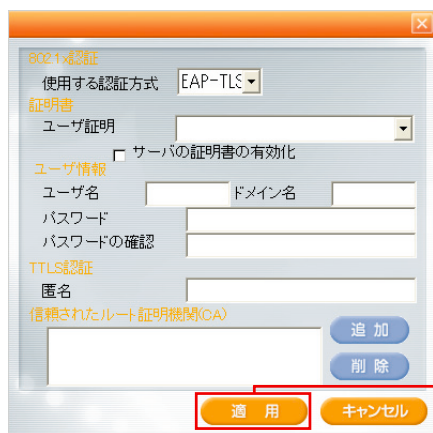 802.1x認証
使用する認証方式 EAP-TLS
証明書
ユーザ証明
サーバの証明書の有効化
ユーザ情報
ユーザ名 ドメイン名
パスワード
パスワードの確認
TTLS認証
匿名
信頼されたルート証明機関(CA)
追 加
削 除
適 用 キャンセル